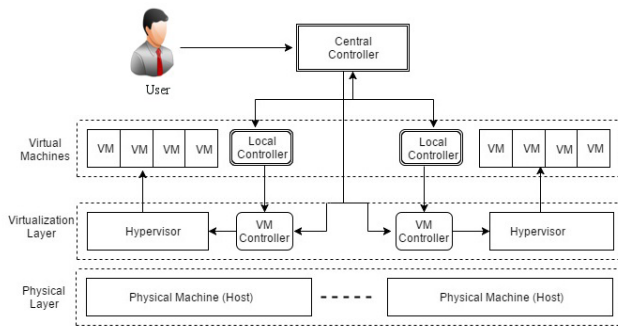 Central
Controller
User
Virtual
Machines
VM VM VM VM
Local
Controller
Local
Controller
VM VM VM VM
Virtualization
Layer
Hypervisor
VM
Controller
VM
Controller
Hypervisor
Physical
Layer
Physical Machine (Host)
Physical Machine (Host)